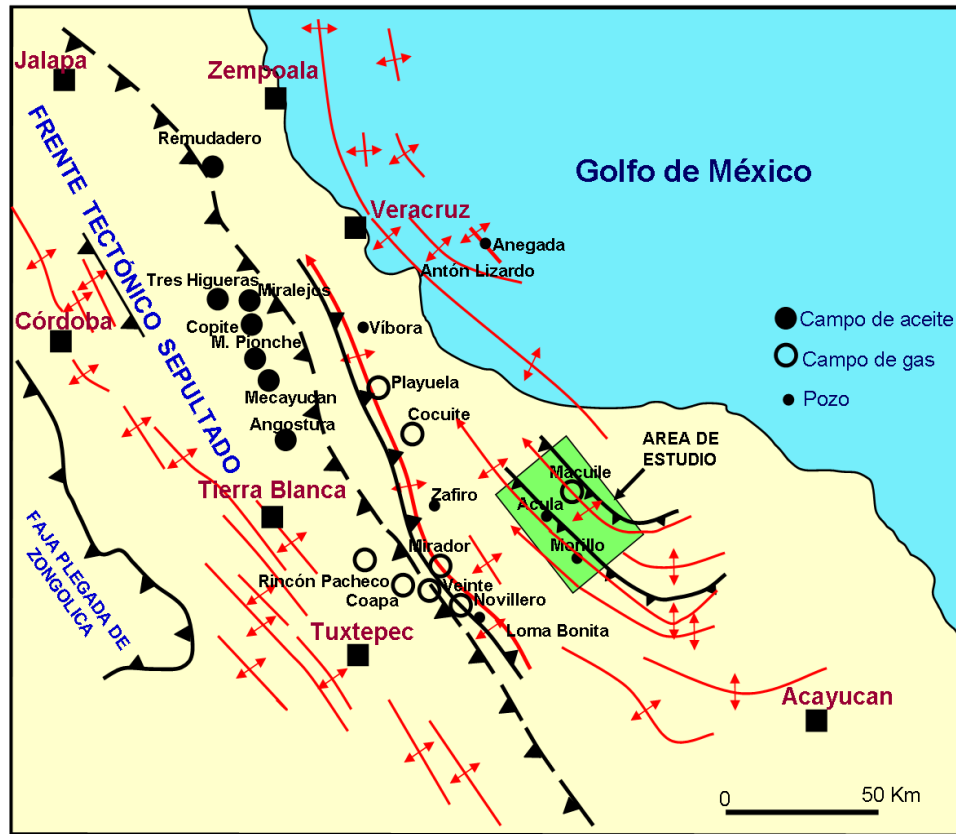 Jalapa
Zempoala
Remudadero
FRENTE TECTÓNICO SEPULTADO
Golfo de México
Veracruz
Anegada
Antón Lizardo
Tres Higueras
Miralejos
Córdoba
Copite
Víbora
M. Pionche
Campo de aceite
Campo de gas
Pozo
Mecayucan
Playuela
Angostura
Cocuite
AREA DE
ESTUDIO
Macuile
Tierra Blanca
Zafiro
Acula
Morillo
FAJA PLEGADA DE
ZONGOLICA
Mirador
Rincón Pacheco
Veinte
Coapa
Novillero
Loma Bonita
Tuxtepec
Acayucan
0
50 Km